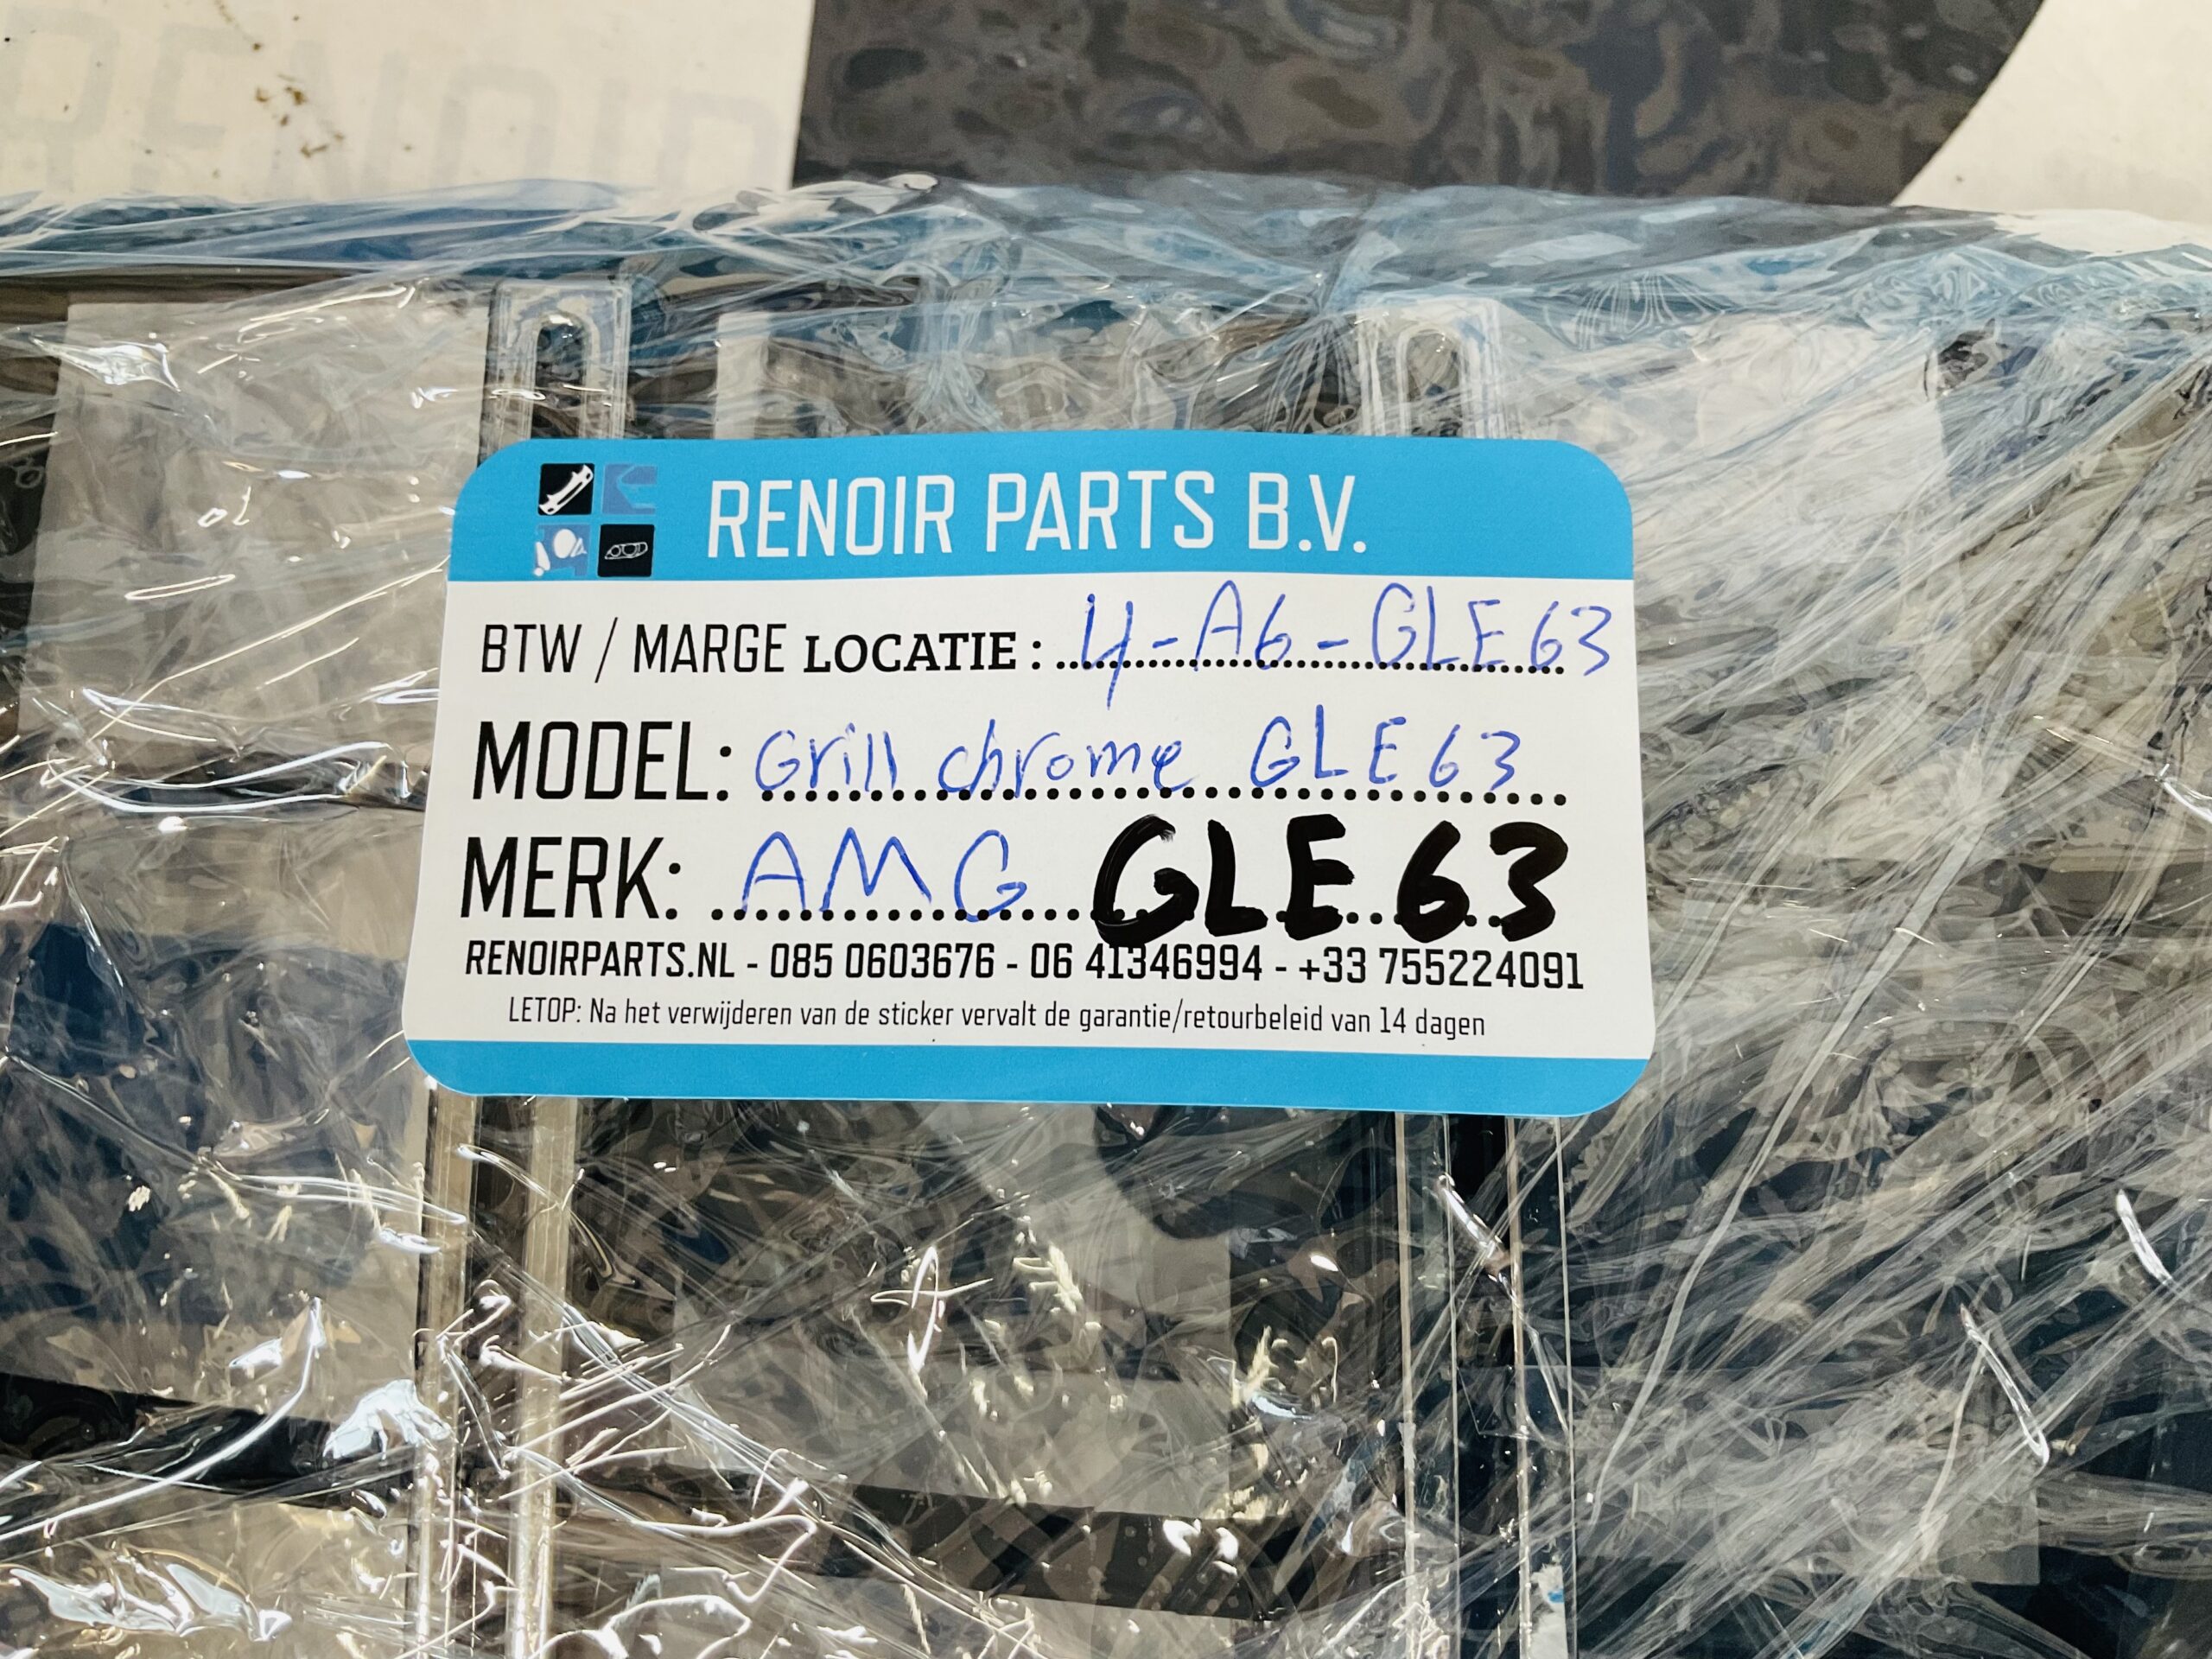 RENOIR
RENOIR PARTS B.V.
BTW / MARGE LOCATIE : 4-A6-GLE63
MODEL: Grill chrome GLE63
MERK: AMG GLE63
RENOIRPARTS.NL - 085 0603676 - 06 41346994 - +33 755224091
LETOP: Na het verwijderen van de sticker vervalt de garantie/retourbeleid van 14 dagen